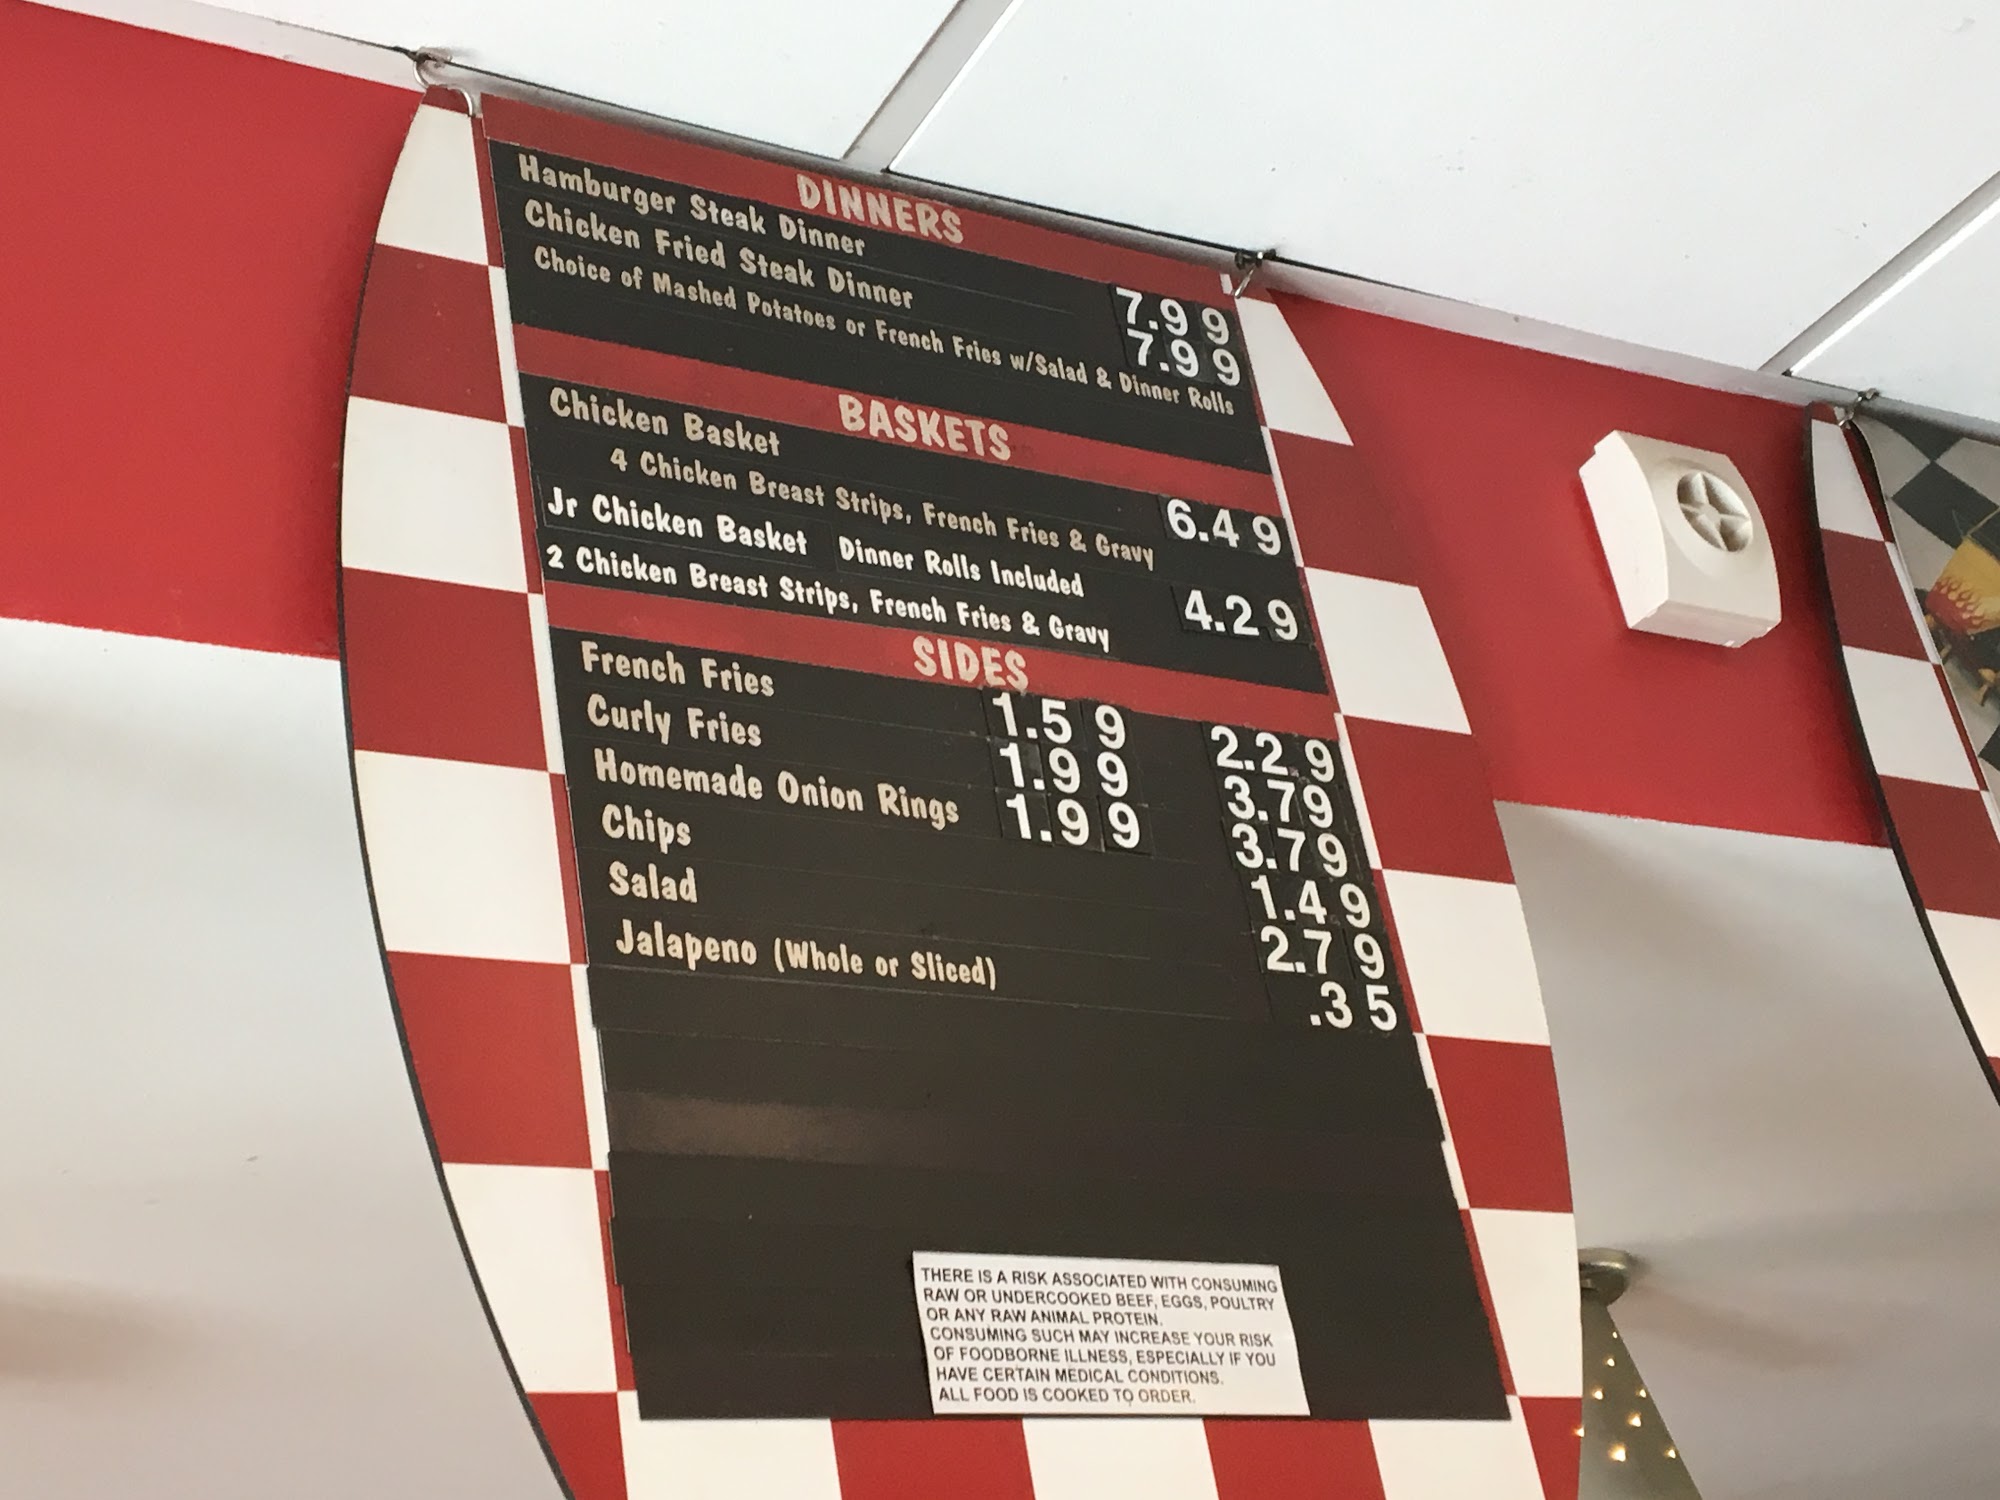 DINNERS
Hamburger Steak Dinner 7.99
Chicken Fried Steak Dinner 7.99
Choice of Mashed Potatoes or French Fries w/Salad & Dinner Rolls
BASKETS
Chicken Basket 6.49
4 Chicken Breast Strips, French Fries & Gravy
Jr Chicken Basket Dinner Rolls Included 4.29
2 Chicken Breast Strips, French Fries & Gravy
SIDES
French Fries 1.59 2.29
Curly Fries 1.99 3.79
Homemade Onion Rings 1.99 3.79
Chips 1.49
Salad 2.79
Jalapeno (Whole or Sliced) .35
THERE IS A RISK ASSOCIATED WITH CONSUMING
RAW OR UNDERCOOKED BEEF, EGGS, POULTRY
OR ANY RAW ANIMAL PROTEIN.
CONSUMING SUCH MAY INCREASE YOUR RISK
OF FOODBORNE ILLNESS, ESPECIALLY IF YOU
HAVE CERTAIN MEDICAL CONDITIONS.
ALL FOOD IS COOKED TO ORDER.